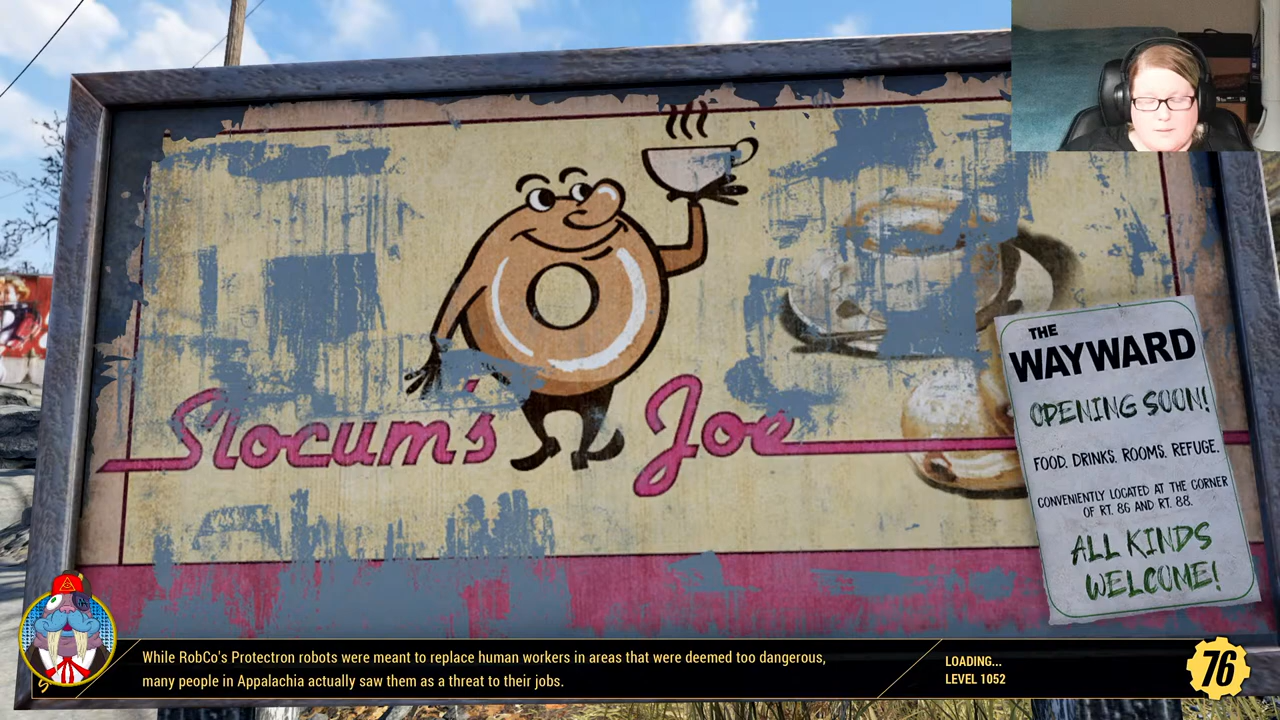 Slocum's Joe
THE
WAYWARD
OPENING SOON!
FOOD. DRINKS. ROOMS. REFUGE.
CONVENIENTLY LOCATED AT THE CORNER
OF RT. 86 AND RT. 88.
ALL KINDS
WELCOME!
While RobCo's Protectron robots were meant to replace human workers in areas that were deemed too dangerous,
many people in Appalachia actually saw them as a threat to their jobs.
LOADING...
LEVEL 1052
76